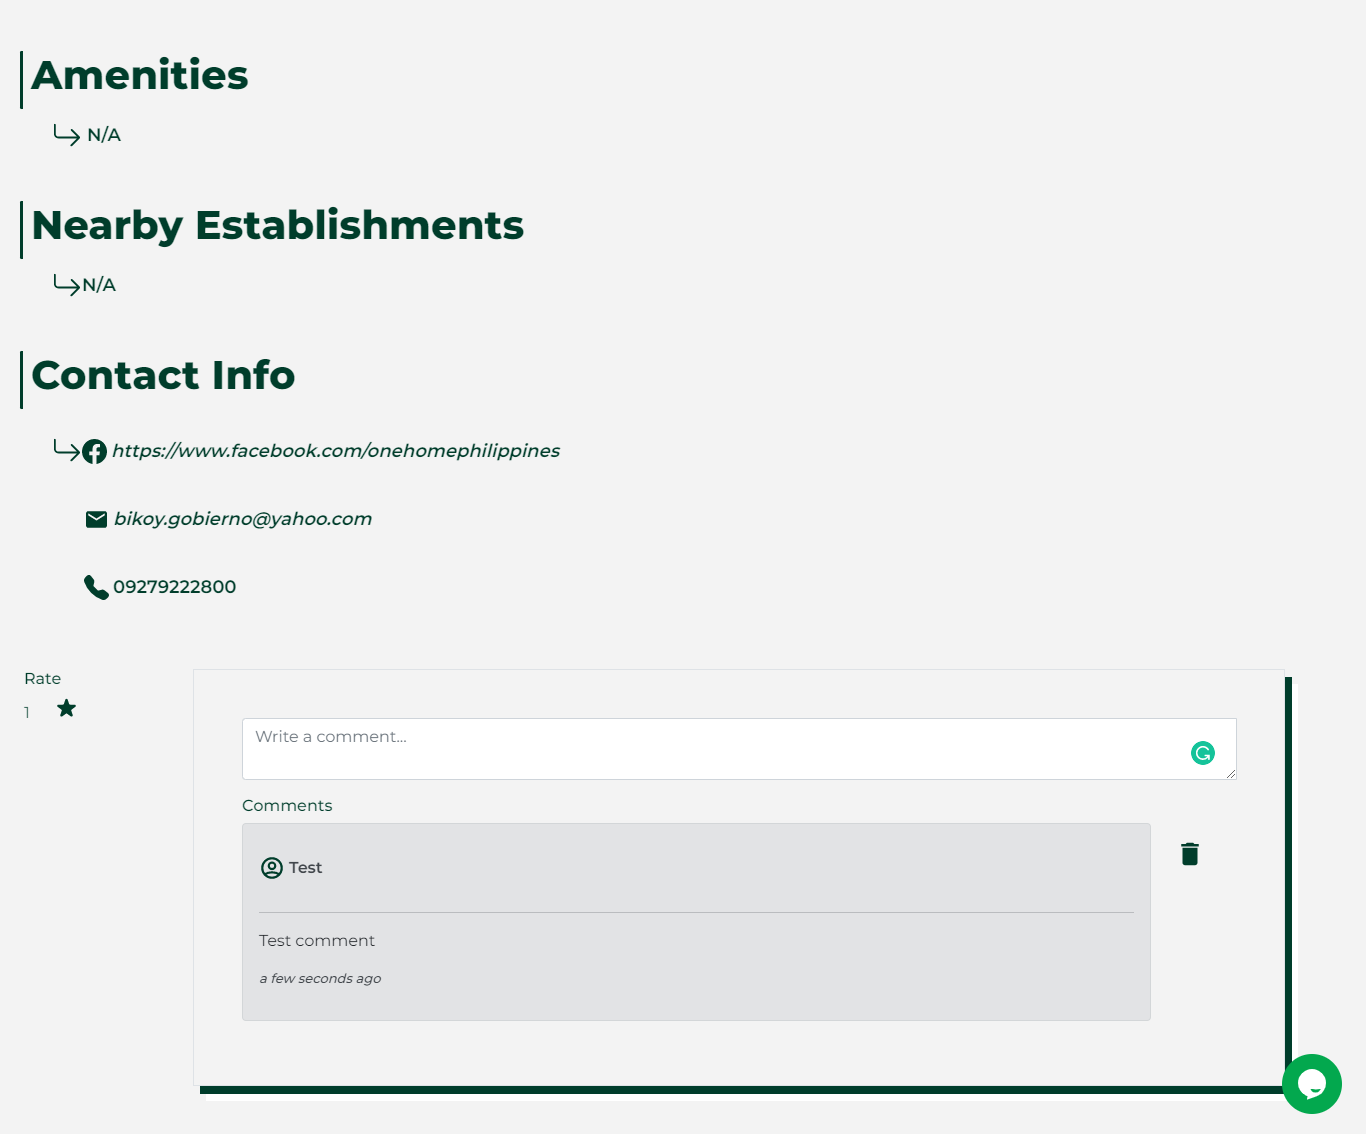 Amenities
N/A
Nearby Establishments
N/A
Contact Info
https://www.facebook.com/onehomephilippines
bikoy.gobierno@yahoo.com
09279222800
Rate
1
Write a comment...
Comments
Test
Test comment
a few seconds ago